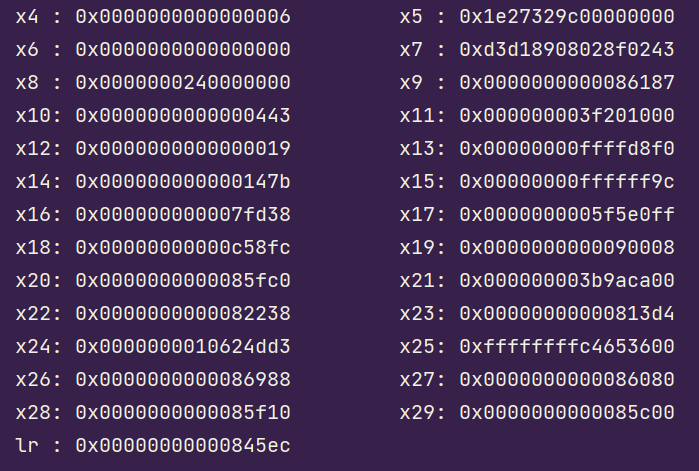 x4 : 0x0000000000000006         x5 : 0x1e27329c00000000
x6 : 0x0000000000000000         x7 : 0xd3d18908028f0243
x8 : 0x0000000240000000         x9 : 0x0000000000086187
x10: 0x0000000000000443         x11: 0x000000003f201000
x12: 0x0000000000000019         x13: 0x00000000ffffd8f0
x14: 0x000000000000147b         x15: 0x00000000ffffff9c
x16: 0x000000000007fd38         x17: 0x0000000005f5e0ff
x18: 0x00000000000c58fc         x19: 0x0000000000090008
x20: 0x0000000000085fc0         x21: 0x000000003b9aca00
x22: 0x0000000000082238         x23: 0x00000000000813d4
x24: 0x0000000010624dd3         x25: 0xffffffffc4653600
x26: 0x0000000000086988         x27: 0x0000000000086080
x28: 0x0000000000085f10         x29: 0x0000000000085c00
lr : 0x00000000000845ec